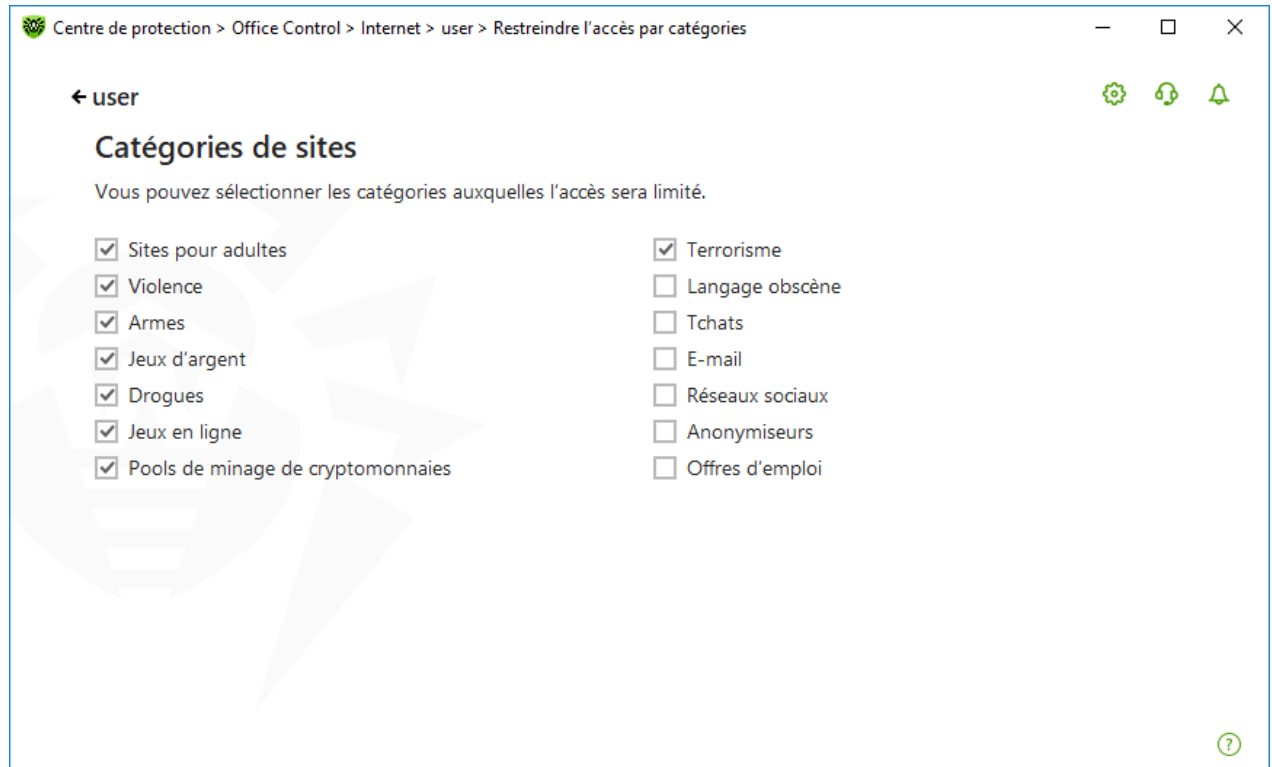 Centre de protection > Office Control > Internet > user > Restreindre l'accès par catégories
user
Catégories de sites
Vous pouvez sélectionner les catégories auxquelles l'accès sera limité.
Sites pour adultes
Violence
Armes
Jeux d'argent
Drogues
Jeux en ligne
Pools de minage de cryptomonnaies
Terrorisme
Langage obscène
Tchats
E-mail
Réseaux sociaux
Anonymiseurs
Offres d'emploi